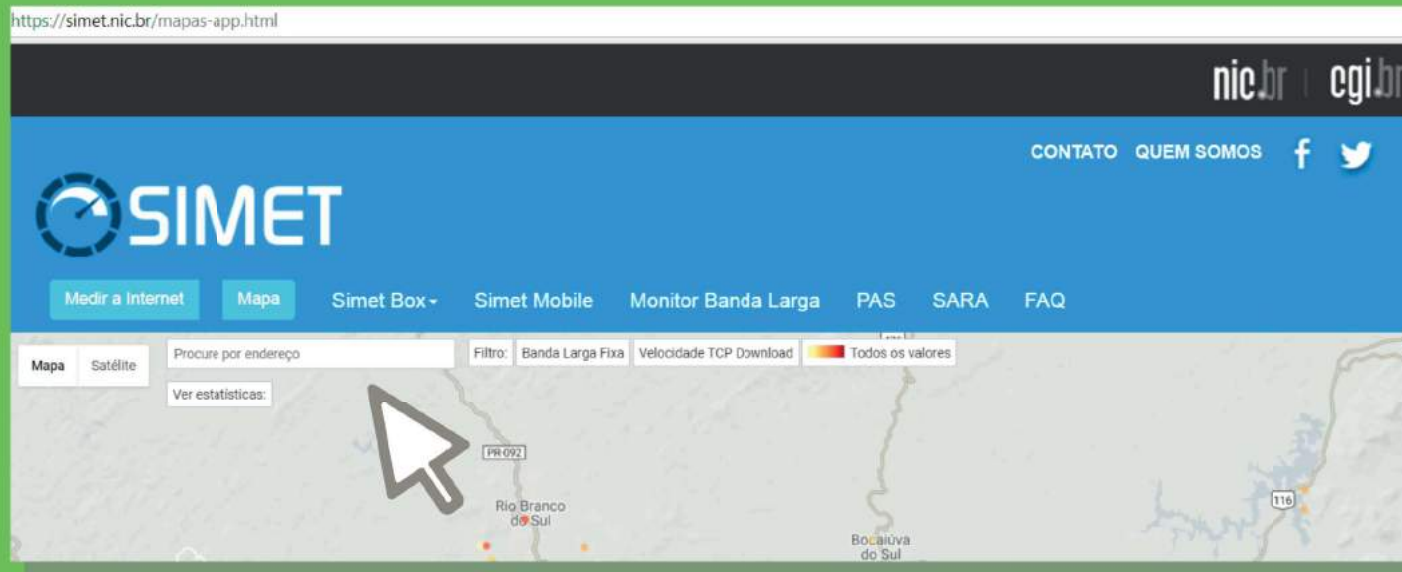 https://simet.nic.br/mapas-app.html
nic.br | cgi.br
CONTATO QUEM SOMOS
SIMET
Medir a Internet Mapa Simet Box Simet Mobile Monitor Banda Larga PAS SARA FAQ
Mapa Satélite Procure por endereço Filtro: Banda Larga Fixa Velocidade TCP Download Todos os valores
Ver estatísticas:
PR-092
Rio Branco
do Sul
116
Bocaiúva
do Sul